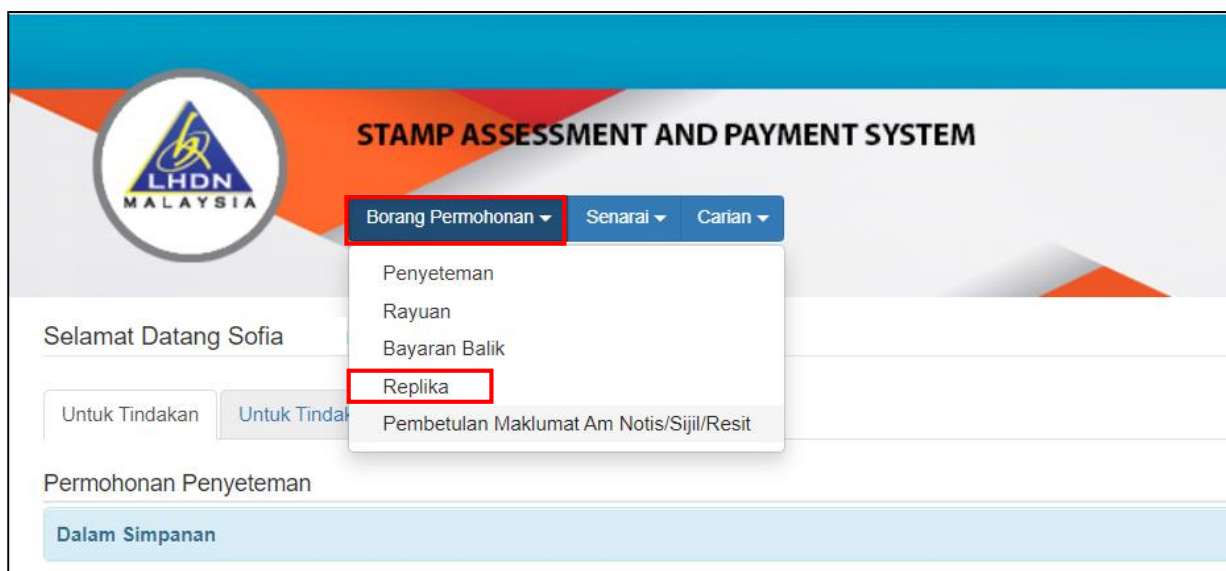 STAMP ASSESSMENT AND PAYMENT SYSTEM
LHDN
MALAYSIA
Borang Permohonan Senarai Carian
Penyeteman
Rayuan
Selamat Datang Sofia
Bayaran Balik
Replika
Untuk Tindakan Untuk Tindak
Pembetulan Maklumat Am Notis/Sijil/Resit
Permohonan Penyeteman
Dalam Simpanan